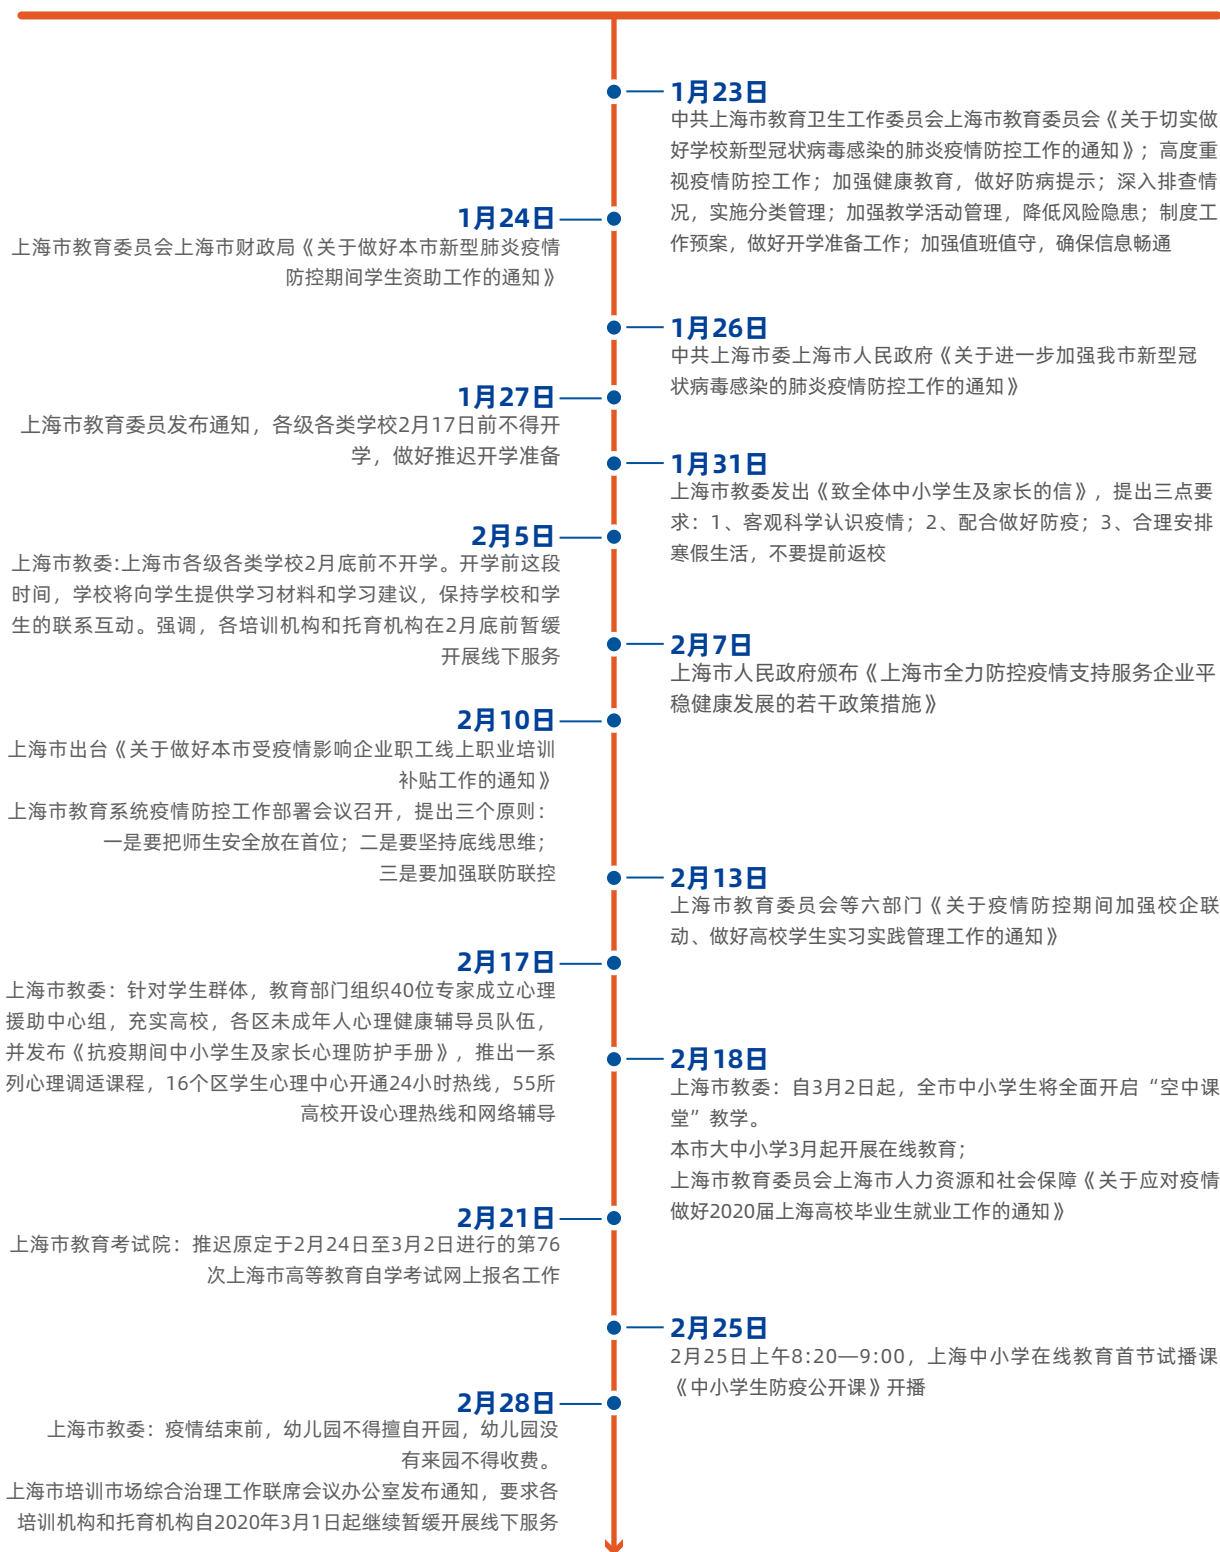 1月23日
中共上海市教育卫生工作委员会上海市教育委员会《关于切实做
好学校新型冠状病毒感染的肺炎疫情防控工作的通知》；高度重
视疫情防控工作；加强健康教育，做好防病提示；深入排查情
况，实施分类管理；加强教学活动管理，降低风险隐患；制度工
作预案，做好开学准备工作；加强值班值守，确保信息畅通
1月24日
上海市教育委员会上海市财政局《关于做好本市新型肺炎疫情
防控期间学生资助工作的通知》
1月26日
中共上海市委上海市人民政府《关于进一步加强我市新型冠
状病毒感染的肺炎疫情防控工作的通知》
1月27日
上海市教育委员发布通知，各级各类学校2月17日前不得开
学，做好推迟开学准备
1月31日
上海市教委发出《致全体中小学生及家长的信》，提出三点要
求：1、客观科学认识疫情；2、配合做好防疫；3、合理安排
寒假生活，不要提前返校
2月5日
上海市教委:上海市各级各类学校2月底前不开学。开学前这段
时间，学校将向学生提供学习材料和学习建议，保持学校和学
生的联系互动。强调，各培训机构和托育机构在2月底前暂缓
开展线下服务
2月7日
上海市人民政府颁布《上海市全力防控疫情支持服务企业平
稳健康发展的若干政策措施》
2月10日
上海市出台《关于做好本市受疫情影响企业职工线上职业培训
补贴工作的通知》
上海市教育系统疫情防控工作部署会议召开，提出三个原则：
一是要把师生安全放在首位；二是要坚持底线思维；
三是要加强联防联控
2月13日
上海市教育委员会等六部门《关于疫情防控期间加强校企联
动、做好高校学生实习实践管理工作的通知》
2月17日
上海市教委：针对学生群体，教育部门组织40位专家成立心理
援助中心组，充实高校，各区未成年人心理健康辅导员队伍，
并发布《抗疫期间中小学生及家长心理防护手册》，推出一系
列心理调适课程，16个区学生心理中心开通24小时热线，55所
高校开设心理热线和网络辅导
2月18日
上海市教委：自3月2日起，全市中小学生将全面开启“空中课
堂”教学。
本市大中小学3月起开展在线教育；
上海市教育委员会上海市人力资源和社会保障《关于应对疫情
做好2020届上海高校毕业生就业工作的通知》
2月21日
上海市教育考试院：推迟原定于2月24日至3月2日进行的第76
次上海市高等教育自学考试网上报名工作
2月25日
2月25日上午8:20—9:00，上海中小学在线教育首节试播课
《中小学生防疫公开课》开播
2月28日
上海市教委：疫情结束前，幼儿园不得擅自开园，幼儿园没
有来园不得收费。
上海市培训市场综合治理工作联席会议办公室发布通知，要求各
培训机构和托育机构自2020年3月1日起继续暂缓开展线下服务